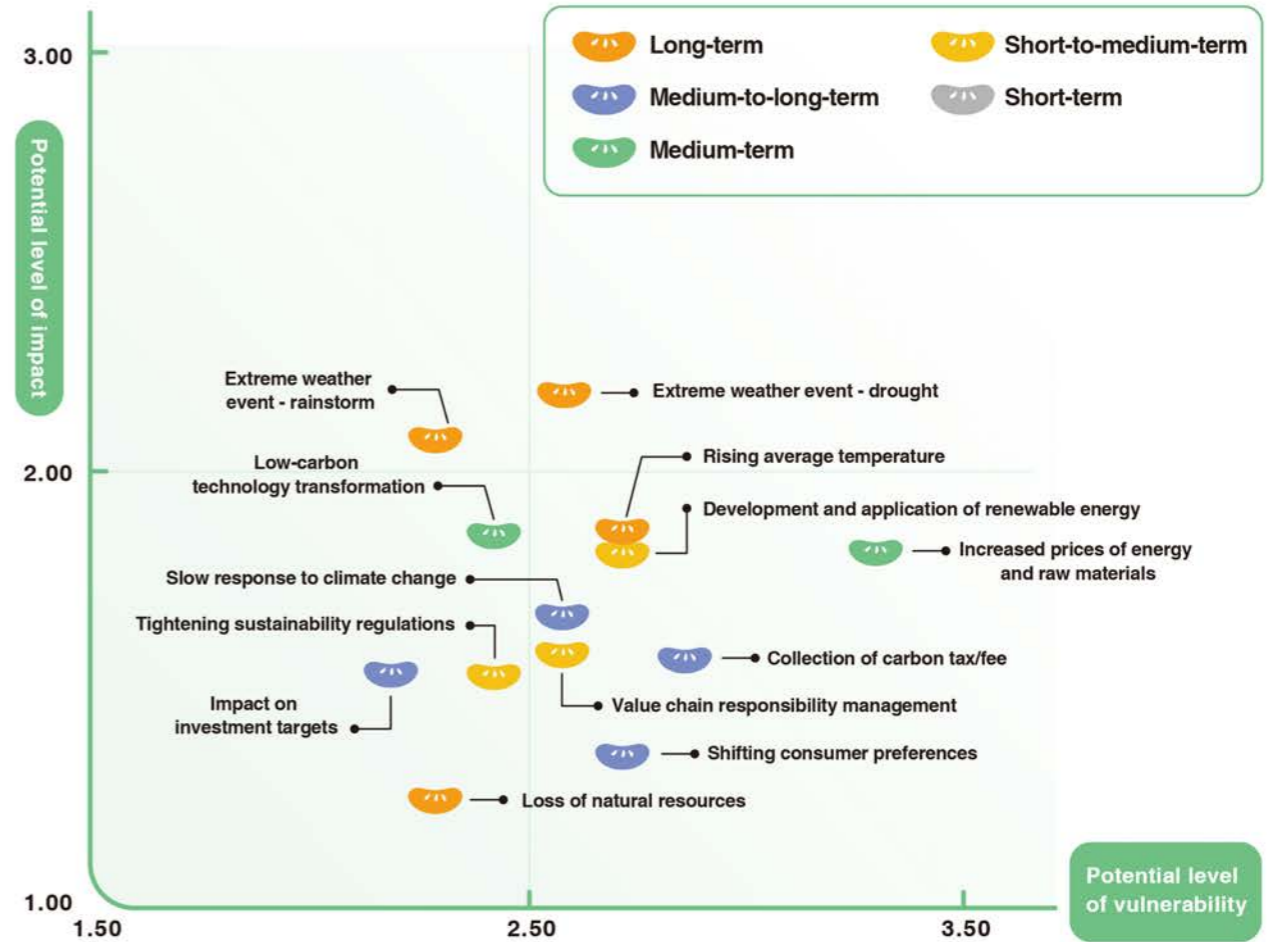 3.00
Potential level of impact
2.00
1.00
1.50
2.50
3.50
Potential level
of vulnerability
Long-term
Medium-to-long-term
Medium-term
Short-to-medium-term
Short-term
Extreme weather
event - rainstorm
Extreme weather event - drought
Low-carbon
technology transformation
Rising average temperature
Development and application of renewable energy
Increased prices of energy
and raw materials
Slow response to climate change
Tightening sustainability regulations
Collection of carbon tax/fee
Impact on
investment targets
Value chain responsibility management
Shifting consumer preferences
Loss of natural resources